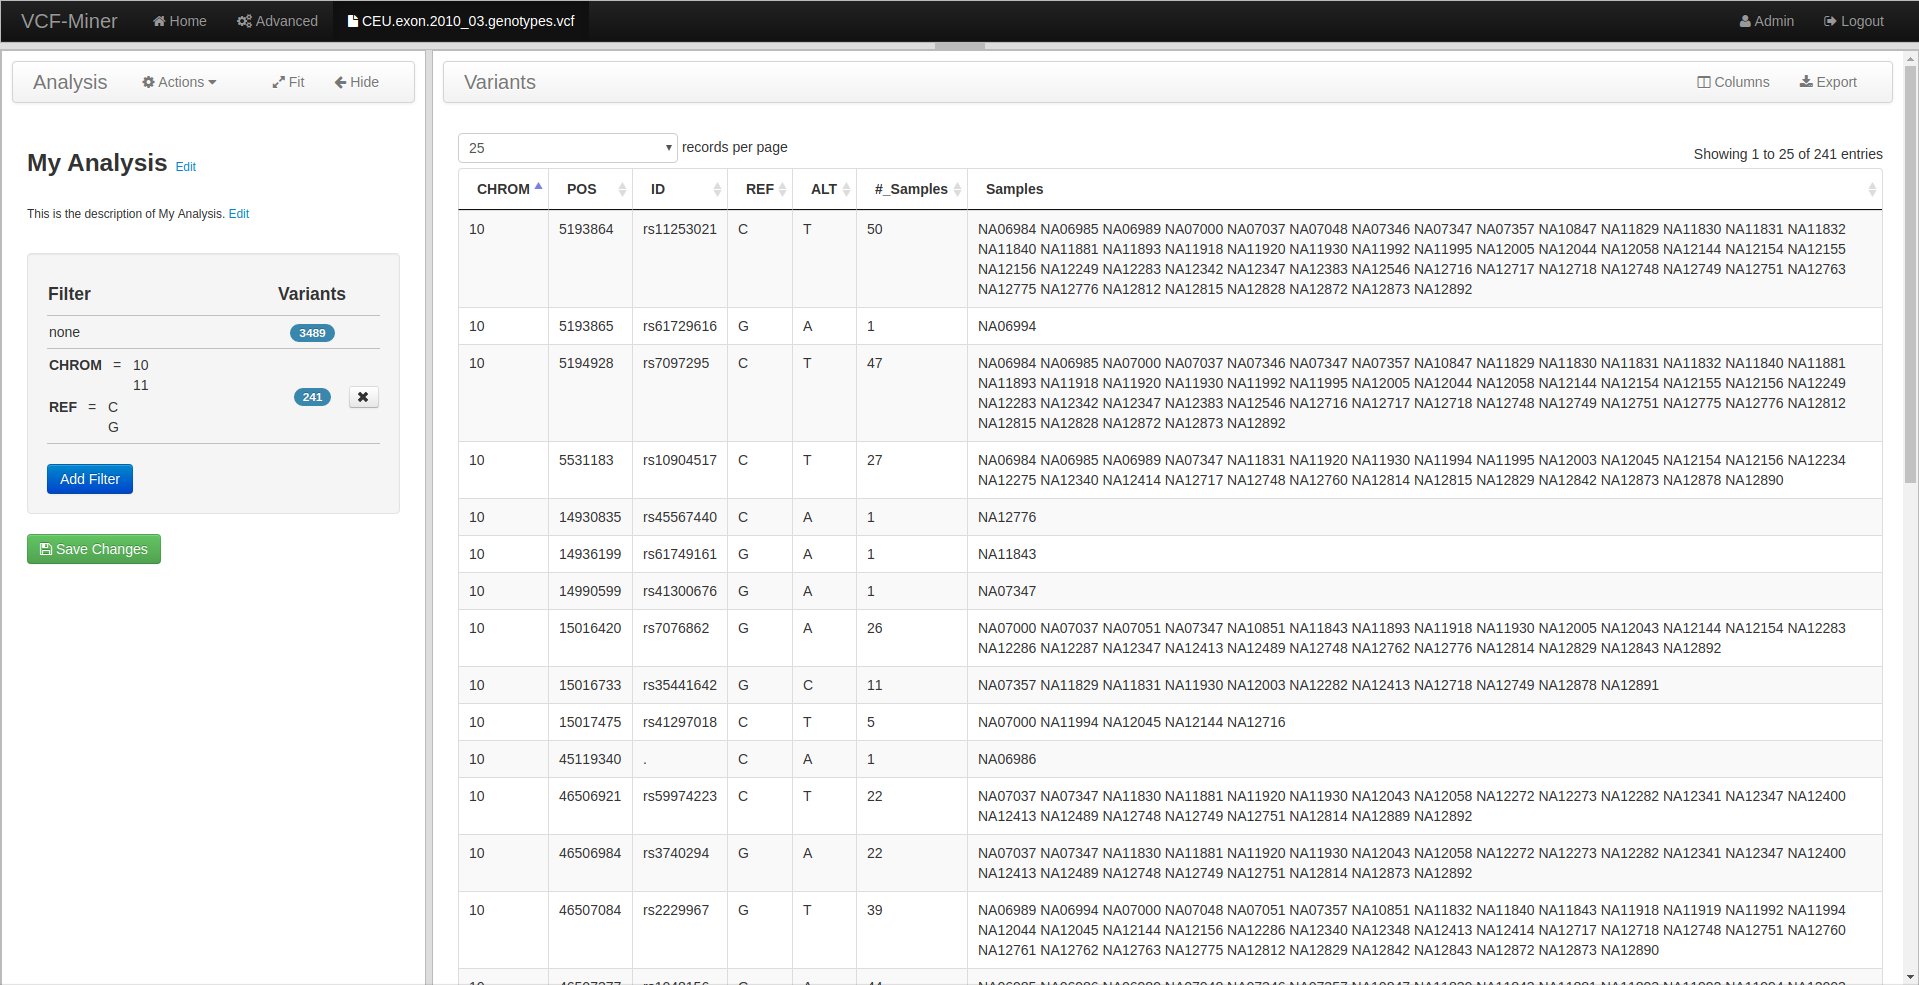 VCF-Miner Home Advanced CEU.exon.2010_03.genotypes.vcf Admin Logout
Analysis Actions Fit Hide
My Analysis Edit
This is the description of My Analysis. Edit
Filter Variants
none 3489
CHROM = 10
11
241
REF = C
G
Add Filter
Save Changes
Variants Columns Export
25 records per page
Showing 1 to 25 of 241 entries
CHROM POS ID REF ALT #_Samples Samples
10 5193864 rs11253021 C T 50 NA06984 NA06985 NA06989 NA07000 NA07037 NA07048 NA07346 NA07347 NA07357 NA10847 NA11829 NA11830 NA11831 NA11832
NA11840 NA11881 NA11893 NA11918 NA11920 NA11930 NA11992 NA11995 NA12005 NA12044 NA12058 NA12144 NA12154 NA12155
NA12156 NA12249 NA12283 NA12342 NA12347 NA12383 NA12546 NA12716 NA12717 NA12718 NA12748 NA12749 NA12751 NA12763
NA12775 NA12776 NA12812 NA12815 NA12828 NA12872 NA12873 NA12892
10 5193865 rs61729616 G A 1 NA06994
10 5194928 rs7097295 C T 47 NA06984 NA06985 NA07000 NA07037 NA07346 NA07347 NA07357 NA10847 NA11829 NA11830 NA11831 NA11832 NA11840 NA11881
NA11893 NA11918 NA11920 NA11930 NA11992 NA11995 NA12005 NA12044 NA12058 NA12144 NA12154 NA12155 NA12156 NA12249
NA12283 NA12342 NA12347 NA12383 NA12546 NA12716 NA12717 NA12718 NA12748 NA12749 NA12751 NA12775 NA12776 NA12812
NA12815 NA12828 NA12872 NA12873 NA12892
10 5531183 rs10904517 C T 27 NA06984 NA06985 NA06989 NA07347 NA11831 NA11920 NA11930 NA11994 NA11995 NA12003 NA12045 NA12154 NA12156 NA12234
NA12275 NA12340 NA12414 NA12717 NA12748 NA12760 NA12814 NA12815 NA12829 NA12842 NA12873 NA12878 NA12890
10 14930835 rs45567440 C A 1 NA12776
10 14936199 rs61749161 G A 1 NA11843
10 14990599 rs41300676 G A 1 NA07347
10 15016420 rs7076862 G A 26 NA07000 NA07037 NA07051 NA07347 NA10851 NA11843 NA11893 NA11918 NA11930 NA12005 NA12043 NA12144 NA12154 NA12283
NA12286 NA12287 NA12347 NA12413 NA12489 NA12748 NA12762 NA12776 NA12814 NA12829 NA12843 NA12892
10 15016733 rs35441642 G C 11 NA07357 NA11829 NA11831 NA11930 NA12003 NA12282 NA12413 NA12718 NA12749 NA12878 NA12891
10 15017475 rs41297018 C T 5 NA07000 NA11994 NA12045 NA12144 NA12716
10 45119340 . C A 1 NA06986
10 46506921 rs59974223 C T 22 NA07037 NA07347 NA11830 NA11881 NA11920 NA11930 NA12043 NA12058 NA12272 NA12273 NA12282 NA12341 NA12347 NA12400
NA12413 NA12489 NA12748 NA12749 NA12751 NA12814 NA12889 NA12892
10 46506984 rs3740294 G A 22 NA07037 NA07347 NA11830 NA11881 NA11920 NA11930 NA12043 NA12058 NA12272 NA12273 NA12282 NA12341 NA12347 NA12400
NA12413 NA12489 NA12748 NA12749 NA12751 NA12814 NA12873 NA12892
10 46507084 rs2229967 G T 39 NA06989 NA06994 NA07000 NA07048 NA07051 NA07357 NA10851 NA11832 NA11840 NA11843 NA11918 NA11919 NA11992 NA11994
NA12044 NA12045 NA12144 NA12156 NA12286 NA12340 NA12348 NA12413 NA12414 NA12717 NA12718 NA12748 NA12751 NA12760
NA12761 NA12762 NA12763 NA12775 NA12812 NA12829 NA12842 NA12843 NA12872 NA12873 NA12890